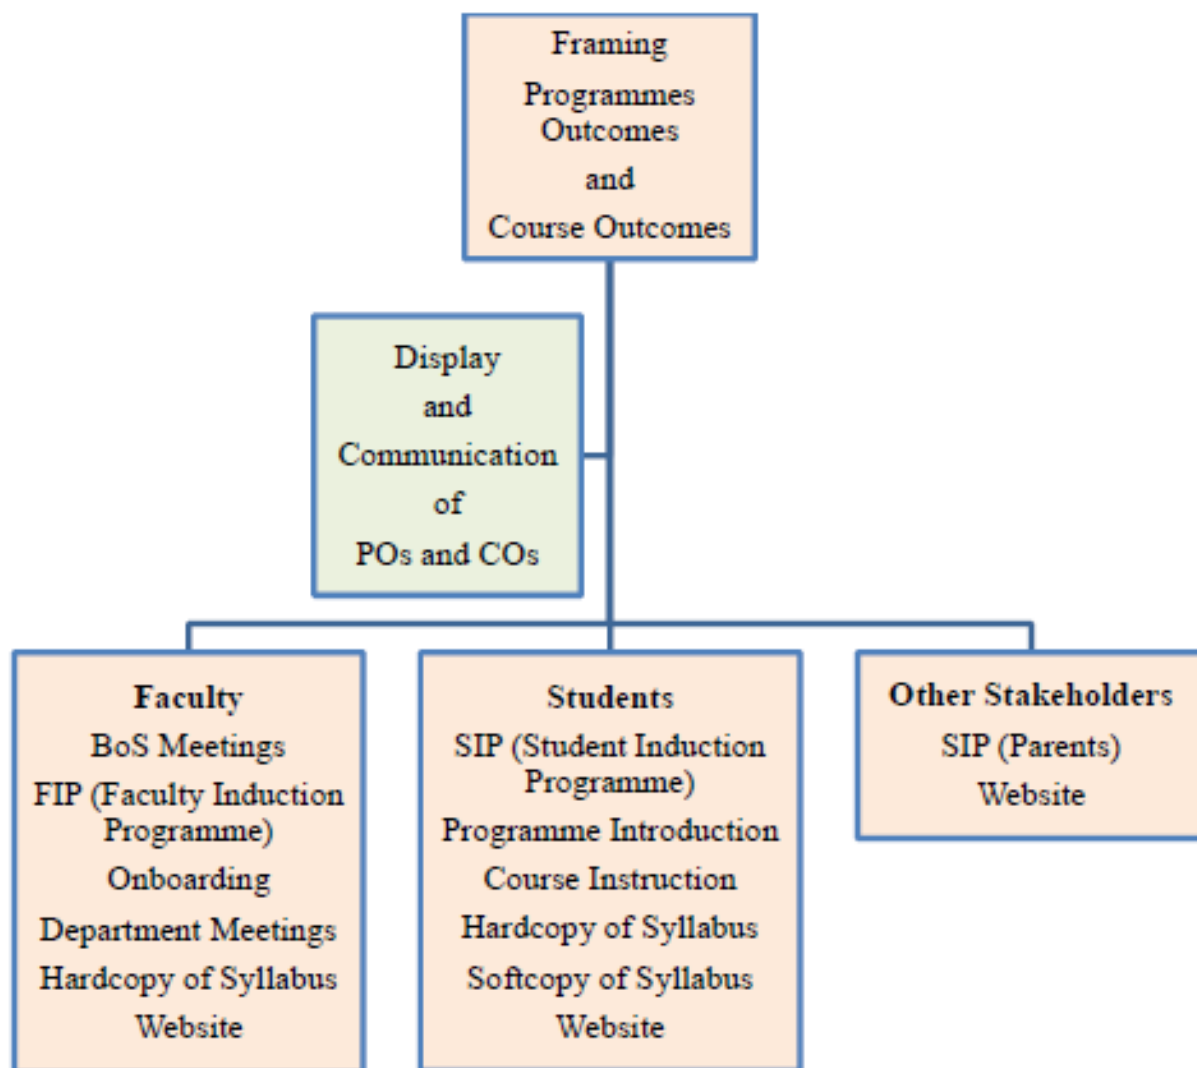 Framing
Programmes
Outcomes
and
Course Outcomes
Display
and
Communication
of
POs and COs
Faculty
BoS Meetings
FIP (Faculty Induction
Programme)
Onboarding
Department Meetings
Hardcopy of Syllabus
Website
Students
SIP (Student Induction
Programme)
Programme Introduction
Course Instruction
Hardcopy of Syllabus
Softcopy of Syllabus
Website
Other Stakeholders
SIP (Parents)
Website